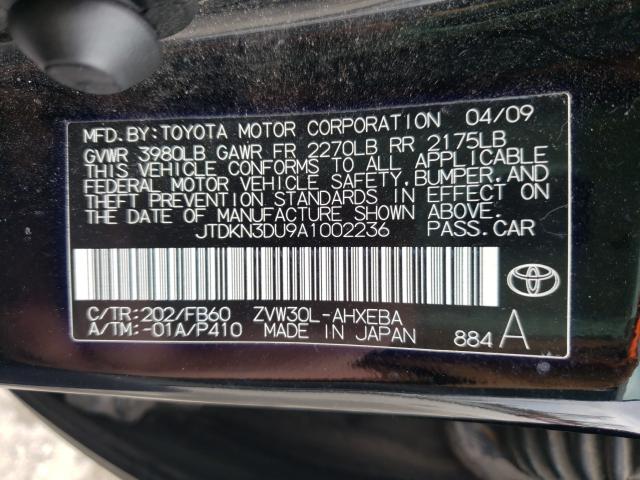 MFD. BY: TOYOTA MOTOR CORPORATION 04/09
GVWR 3980LB GAWR FR 2270LB RR 2175LB
THIS VEHICLE CONFORMS TO ALL APPLICABLE
FEDERAL MOTOR VEHICLE SAFETY, BUMPER, AND
THEFT PREVENTION STANDARDS IN EFFECT ON
THE DATE OF MANUFACTURE SHOWN ABOVE.
JTDKN3DU9A1002236 PASS.CAR
C/TR:202/FB60 ZVW30L-AHXEBA
A/TM:-01A/P410 MADE IN JAPAN 884 A